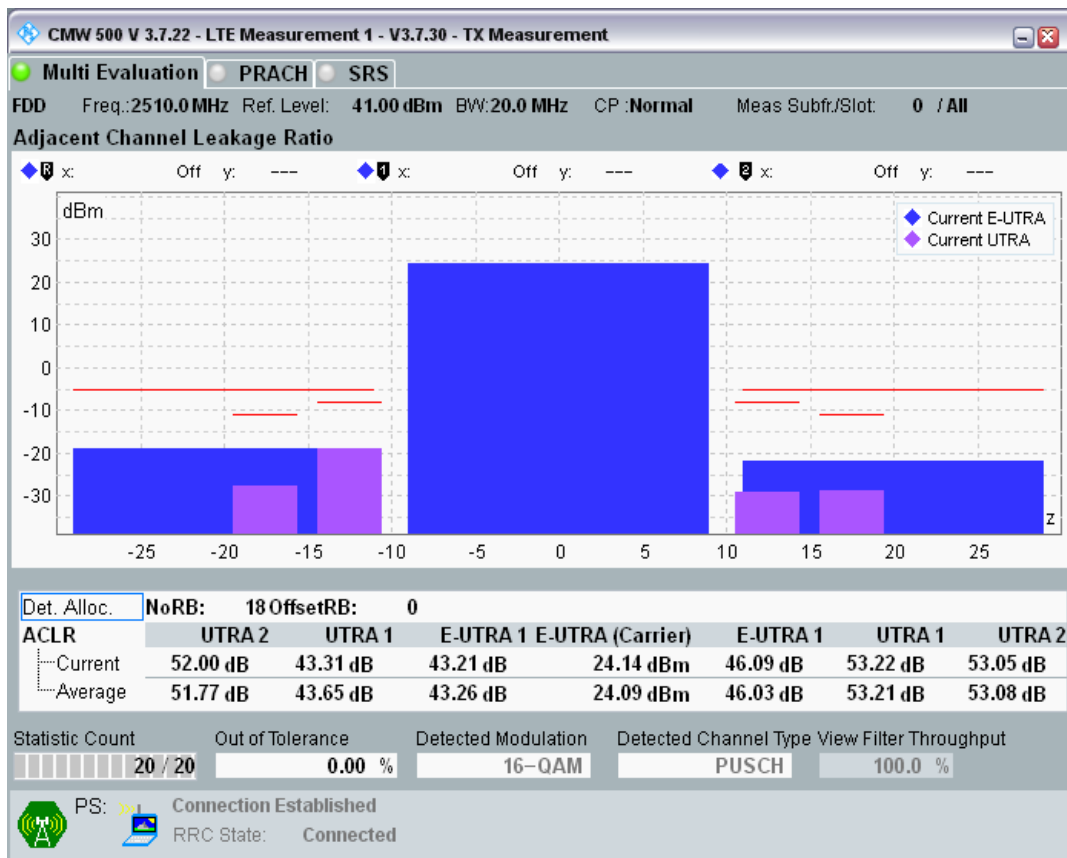 CMW 500 V 3.7.22 - LTE Measurement 1 - V3.7.30 - TX Measurement
Multi Evaluation PRACH SRS
FDD Freq.:2510.0 MHz Ref. Level: 41.00 dBm BW:20.0 MHz CP :Normal Meas Subfr./Slot: 0 / All
Adjacent Channel Leakage Ratio
R x: Off y: --- 1 x: Off y: --- 2 x: Off y: ---
dBm
Current E-UTRA
Current UTRA
30
20
10
0
-10
-20
-30
z
-25 -20 -15 -10 -5 0 5 10 15 20 25
Det. Alloc. NoRB: 18 OffsetRB: 0
ACLR UTRA 2 UTRA 1 E-UTRA 1 E-UTRA (Carrier) E-UTRA 1 UTRA 1 UTRA 2
Current 52.00 dB 43.31 dB 43.21 dB 24.14 dBm 46.09 dB 53.22 dB 53.05 dB
Average 51.77 dB 43.65 dB 43.26 dB 24.09 dBm 46.03 dB 53.21 dB 53.08 dB
Statistic Count Out of Tolerance Detected Modulation Detected Channel Type View Filter Throughput
20 / 20 0.00 % 16-QAM PUSCH 100.0 %
PS: Connection Established
RRC State: Connected